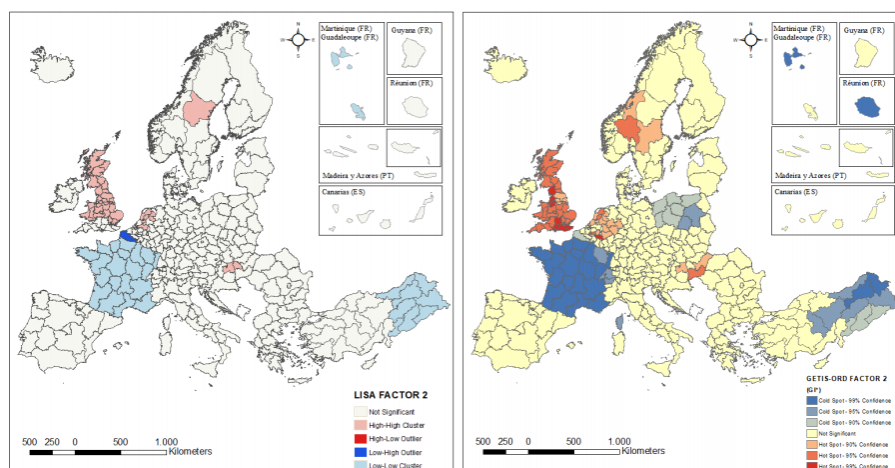 N
W
E
S
Martinique (FR)
Guadaleoupe (FR)
Guyana (FR)
Réunion (FR)
Madeira y Azores (PT)
Canarias (ES)
LISA FACTOR 2
Not Significant
High-High Cluster
High-Low Outlier
Low-High Outlier
Low-Low Cluster
500 250 0 500 1.000
Kilometers
N
W
E
S
Martinique (FR)
Guadaleoupe (FR)
Guyana (FR)
Réunion (FR)
Madeira y Azores (PT)
Canarias (ES)
GETIS-ORD FACTOR 2
(Gi*)
Cold Spot - 99% Confidence
Cold Spot - 95% Confidence
Cold Spot - 90% Confidence
Not Significant
Hot Spot - 90% Confidence
Hot Spot - 95% Confidence
Hot Spot - 99% Confidence
500 250 0 500 1.000
Kilometers